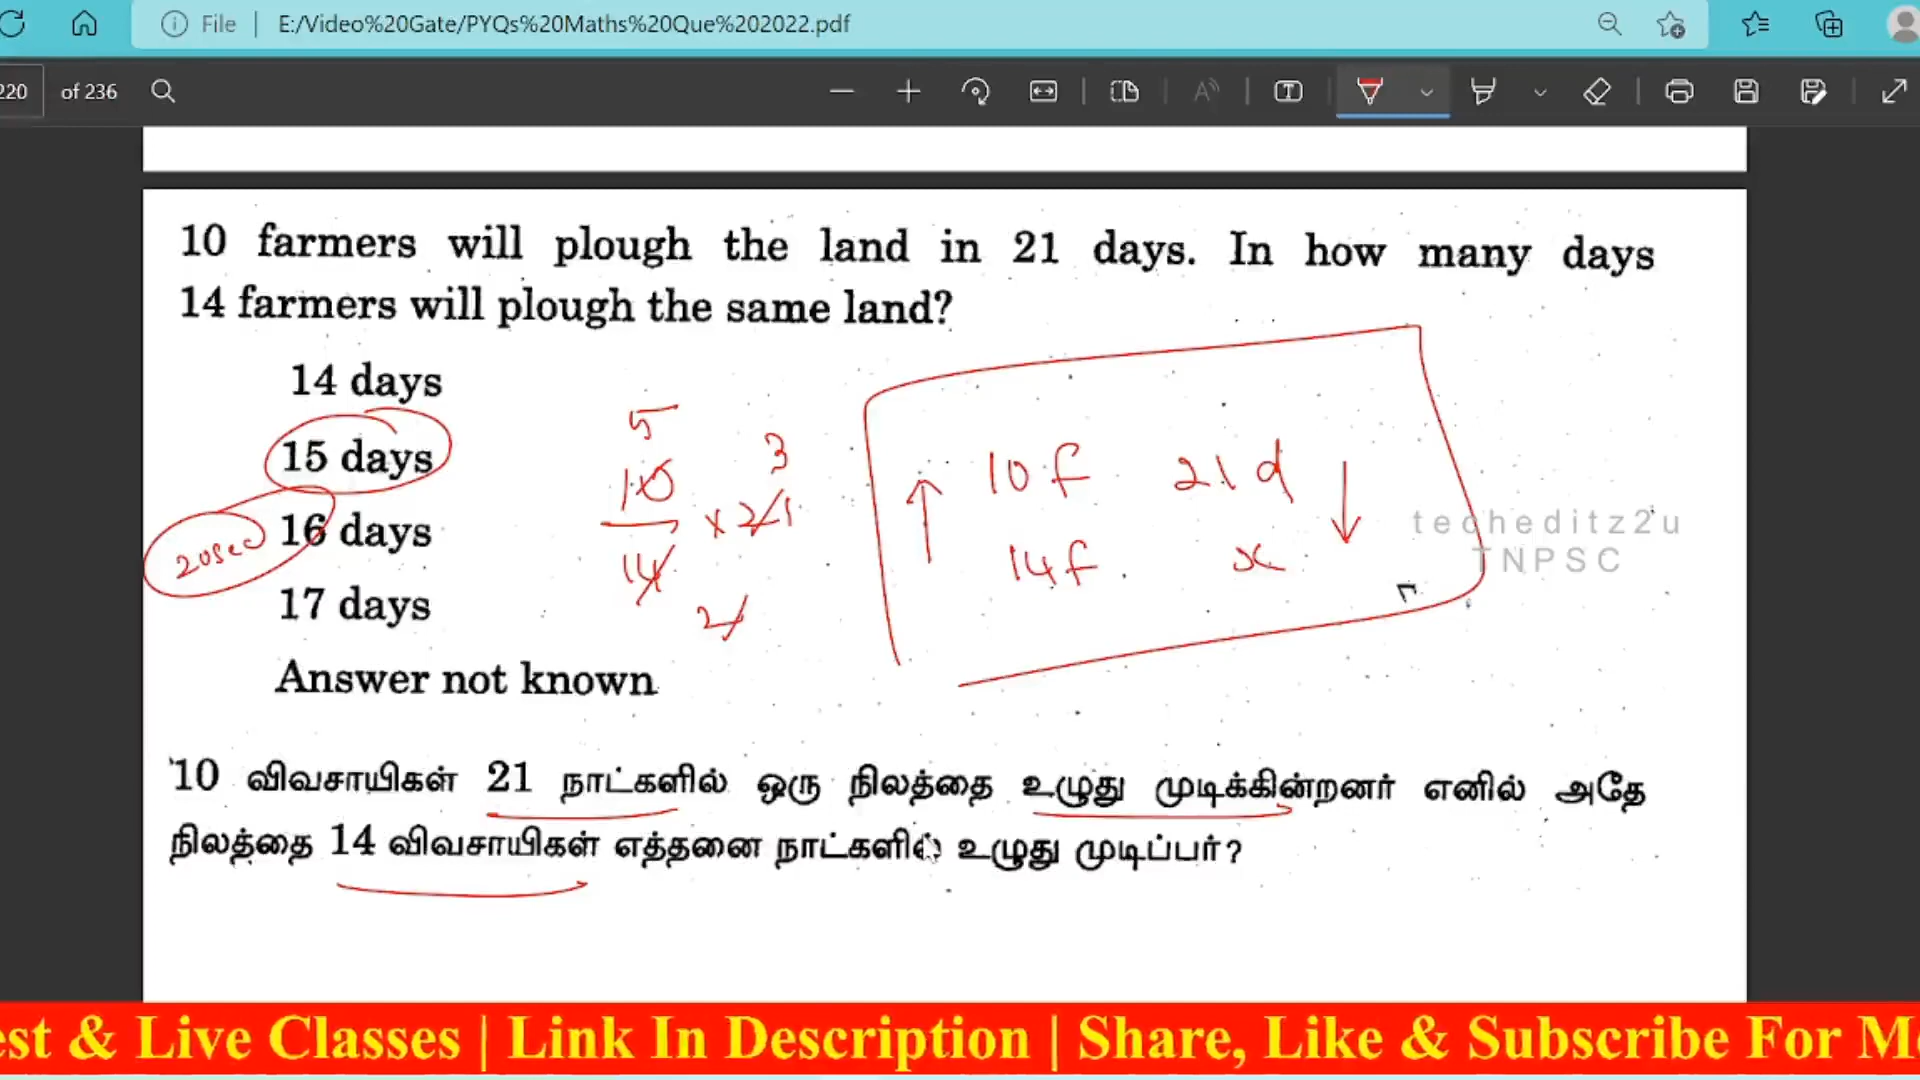 File | E:/Video%20Gate/PYQs%20Maths%20Que%202022.pdf
220 of 236
10 farmers will plough the land in 21 days. In how many days
14 farmers will plough the same land?
14 days
15 days
16 days
17 days
Answer not known
20sec
5
10 3
× 21
14
2
10 f 21 d
14 f x
techeditz2u
TNPSC
10 விவசாயிகள் 21 நாட்களில் ஒரு நிலத்தை உழுது முடிக்கின்றனர் எனில் அதே
நிலத்தை 14 விவசாயிகள் எத்தனை நாட்களில் உழுது முடிப்பர்?
est & Live Classes | Link In Description | Share, Like & Subscribe For M